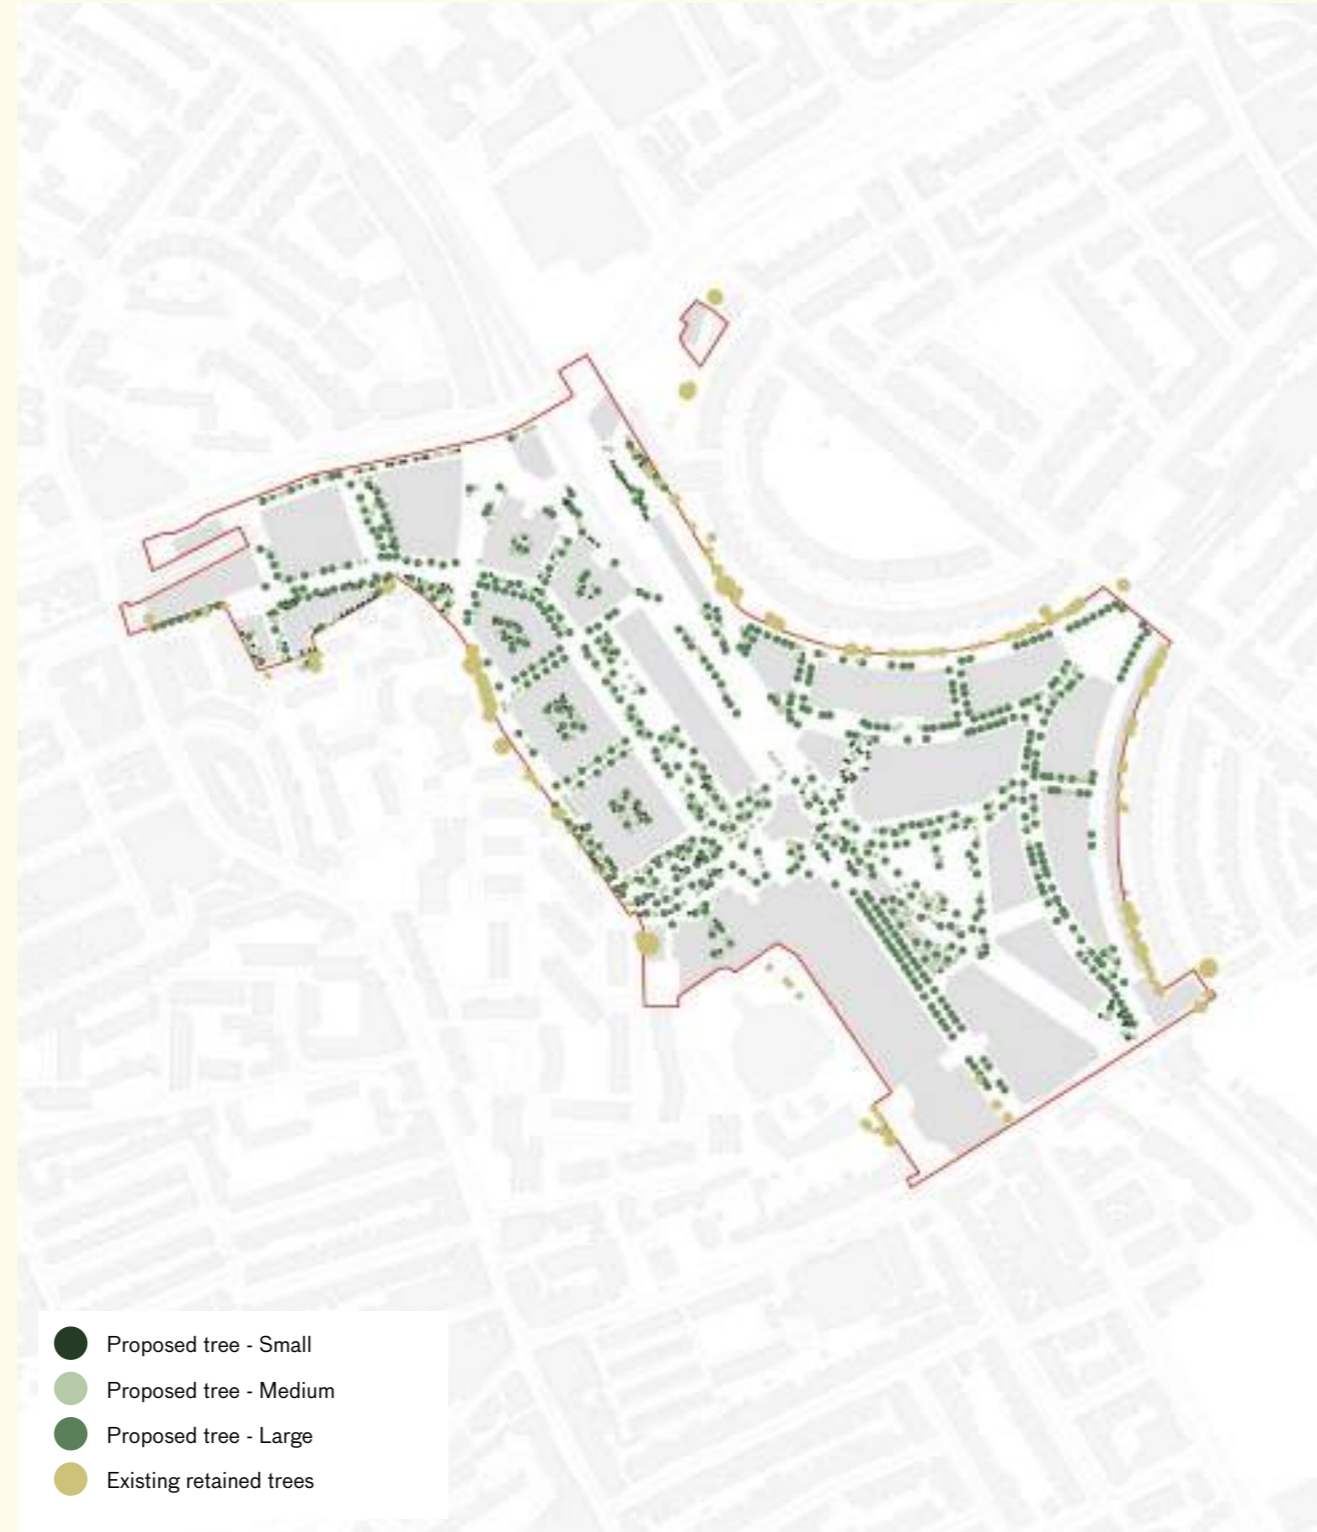 Proposed tree - Small
Proposed tree - Medium
Proposed tree - Large
Existing retained trees